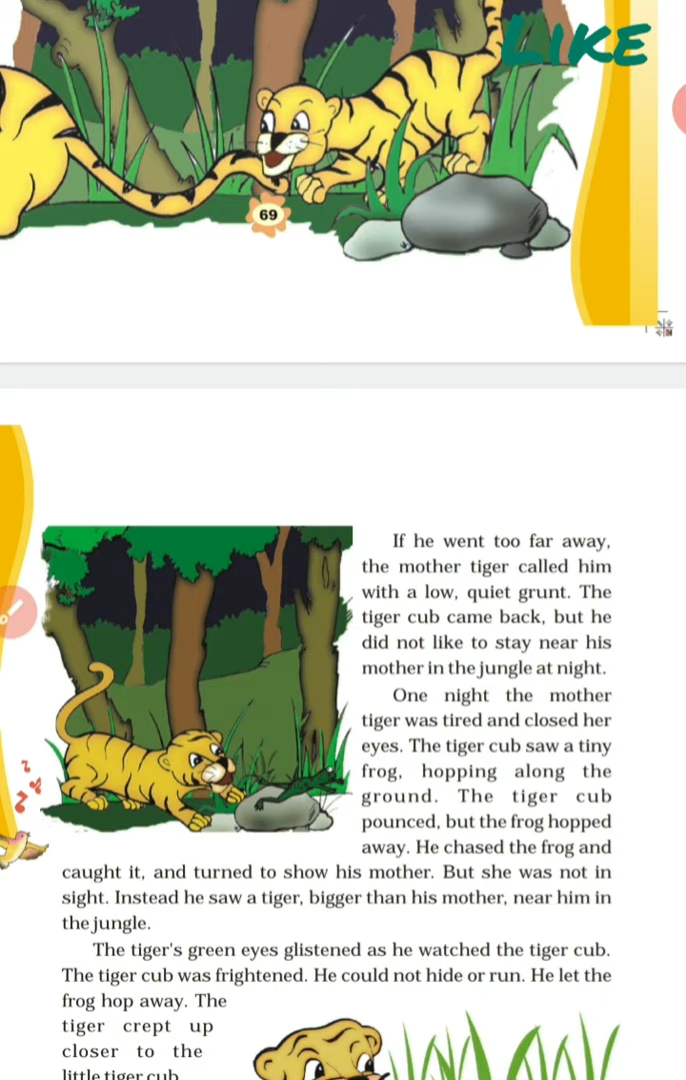 LIKE
69
If he went too far away,
the mother tiger called him
with a low, quiet grunt. The
tiger cub came back, but he
did not like to stay near his
mother in the jungle at night.
One night the mother
tiger was tired and closed her
eyes. The tiger cub saw a tiny
frog, hopping along the
ground. The tiger cub
pounced, but the frog hopped
away. He chased the frog and
caught it, and turned to show his mother. But she was not in
sight. Instead he saw a tiger, bigger than his mother, near him in
the jungle.
The tiger's green eyes glistened as he watched the tiger cub.
The tiger cub was frightened. He could not hide or run. He let the
frog hop away. The
tiger crept up
closer to the
little tiger cub